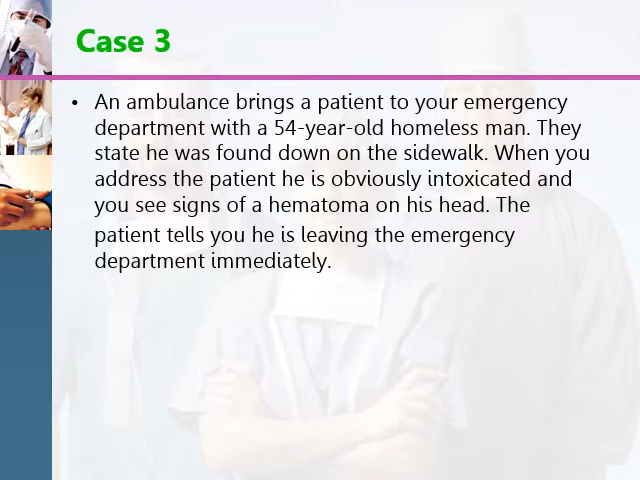 Case 3
• An ambulance brings a patient to your emergency
department with a 54-year-old homeless man. They
state he was found down on the sidewalk. When you
address the patient he is obviously intoxicated and
you see signs of a hematoma on his head. The
patient tells you he is leaving the emergency
department immediately.